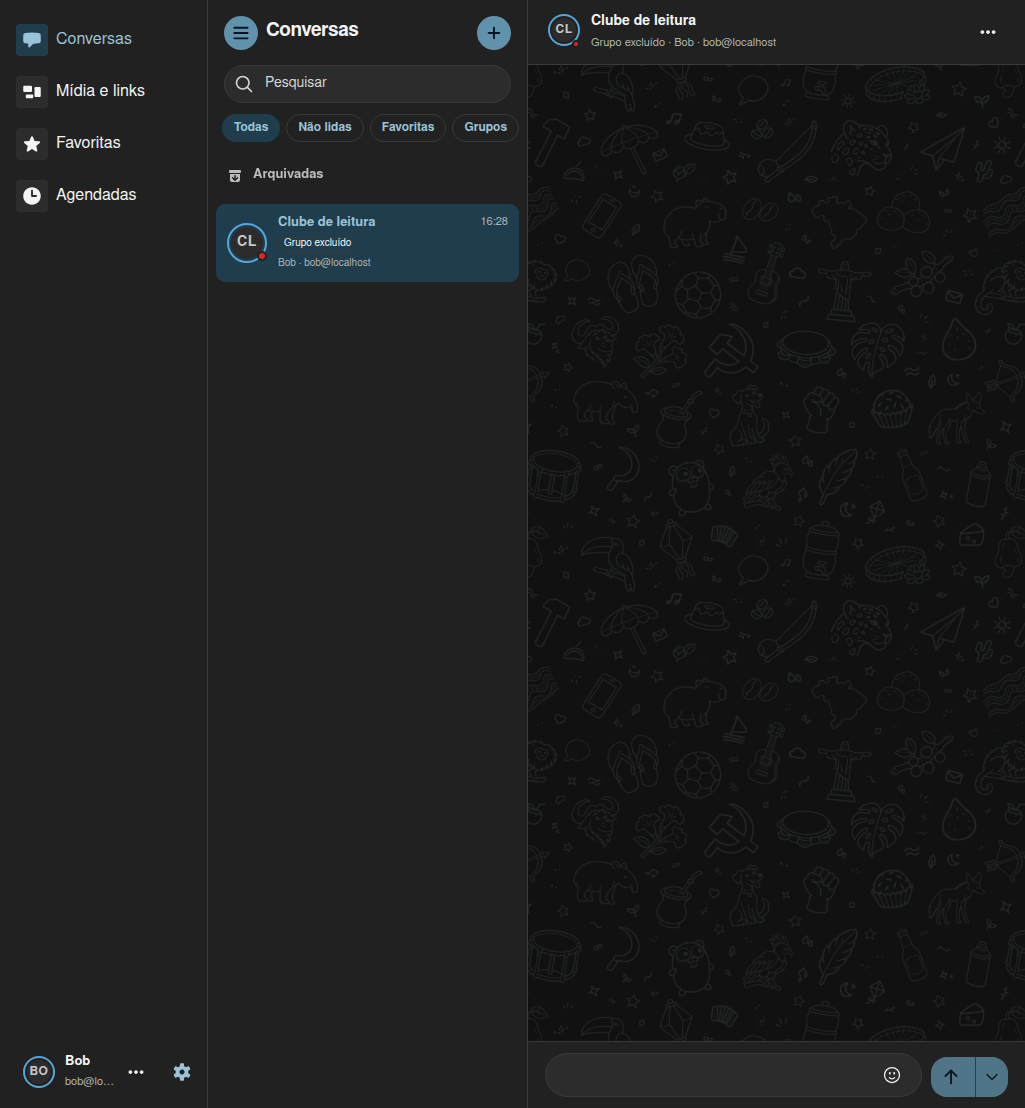 Conversas
Mídia e links
Favoritas
Agendadas
BO
Bob
bob@lo...
Conversas
Pesquisar
Todas
Não lidas
Favoritas
Grupos
Arquivadas
CL
Clube de leitura
16:28
Grupo excluído
Bob · bob@localhost
CL
Clube de leitura
Grupo excluído · Bob · bob@localhost